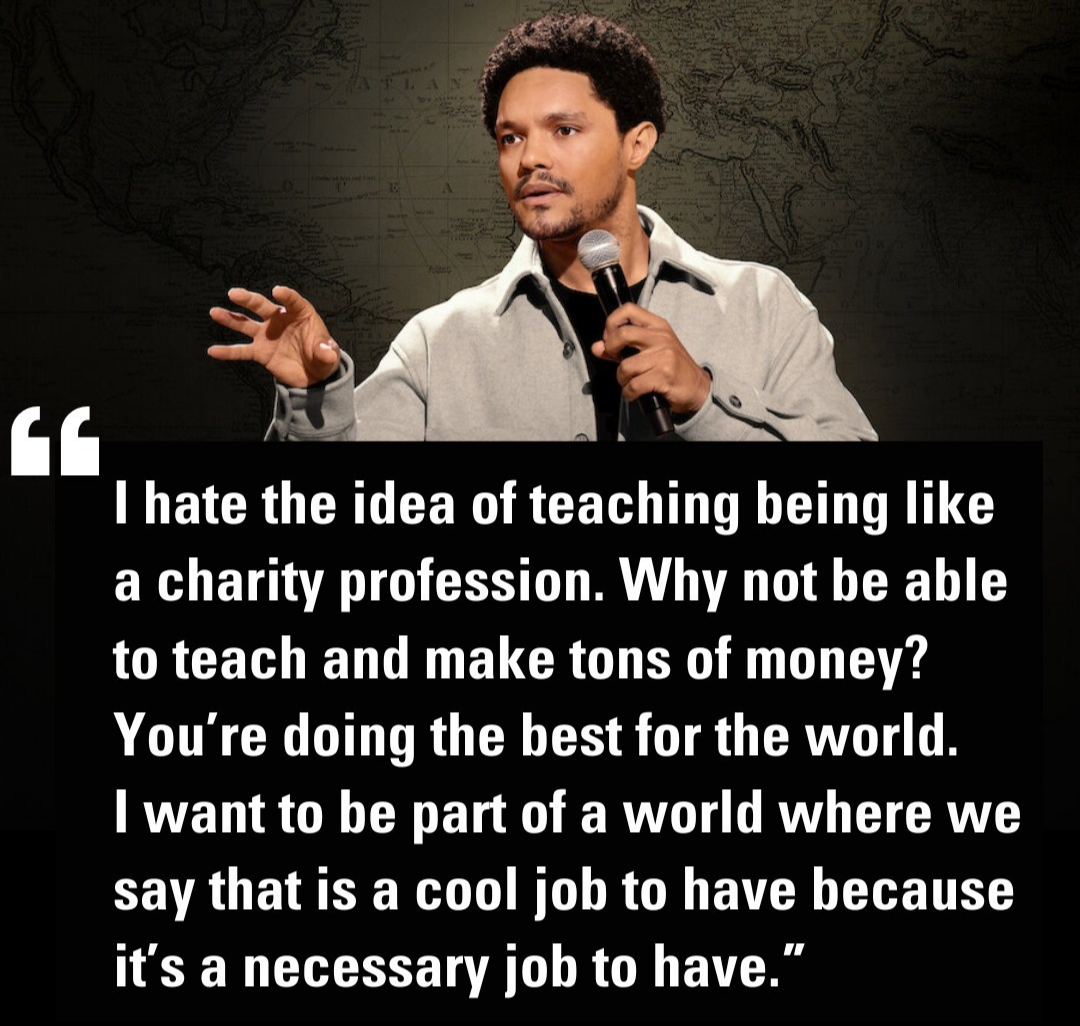 ATLAN
OCEA
“
I hate the idea of teaching being like
a charity profession. Why not be able
to teach and make tons of money?
You’re doing the best for the world.
I want to be part of a world where we
say that is a cool job to have because
it’s a necessary job to have.”